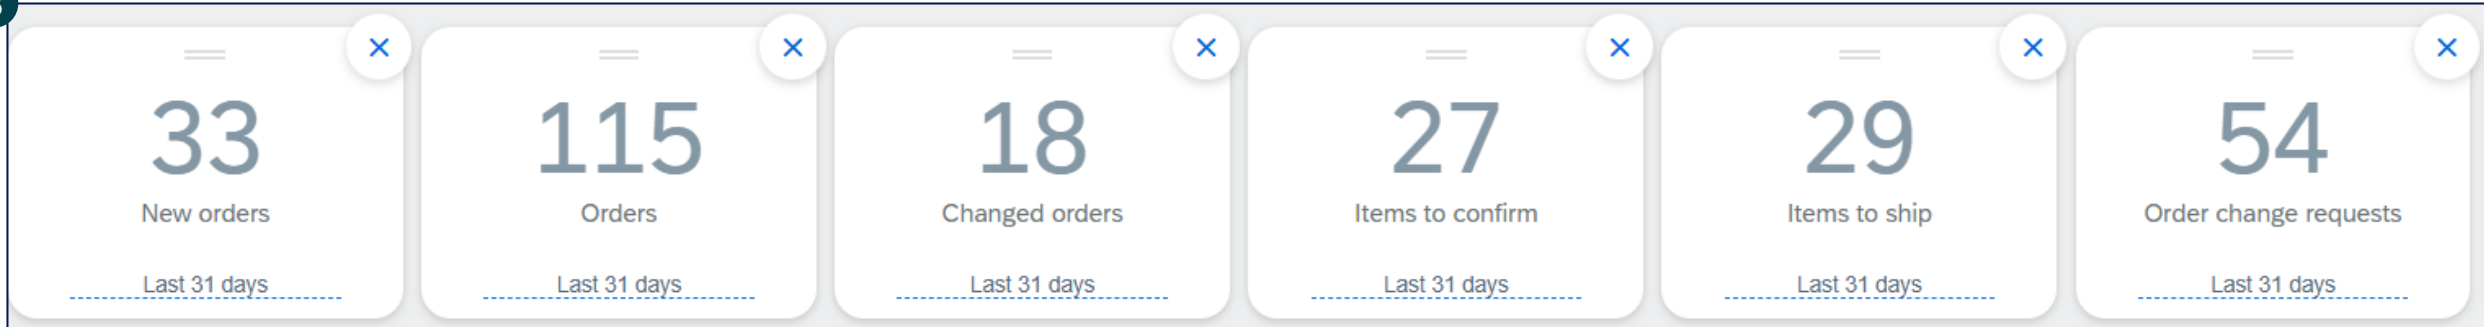 33 115 18 27 29 54
New orders Orders Changed orders Items to confirm Items to ship Order change requests
Last 31 days Last 31 days Last 31 days Last 31 days Last 31 days Last 31 days